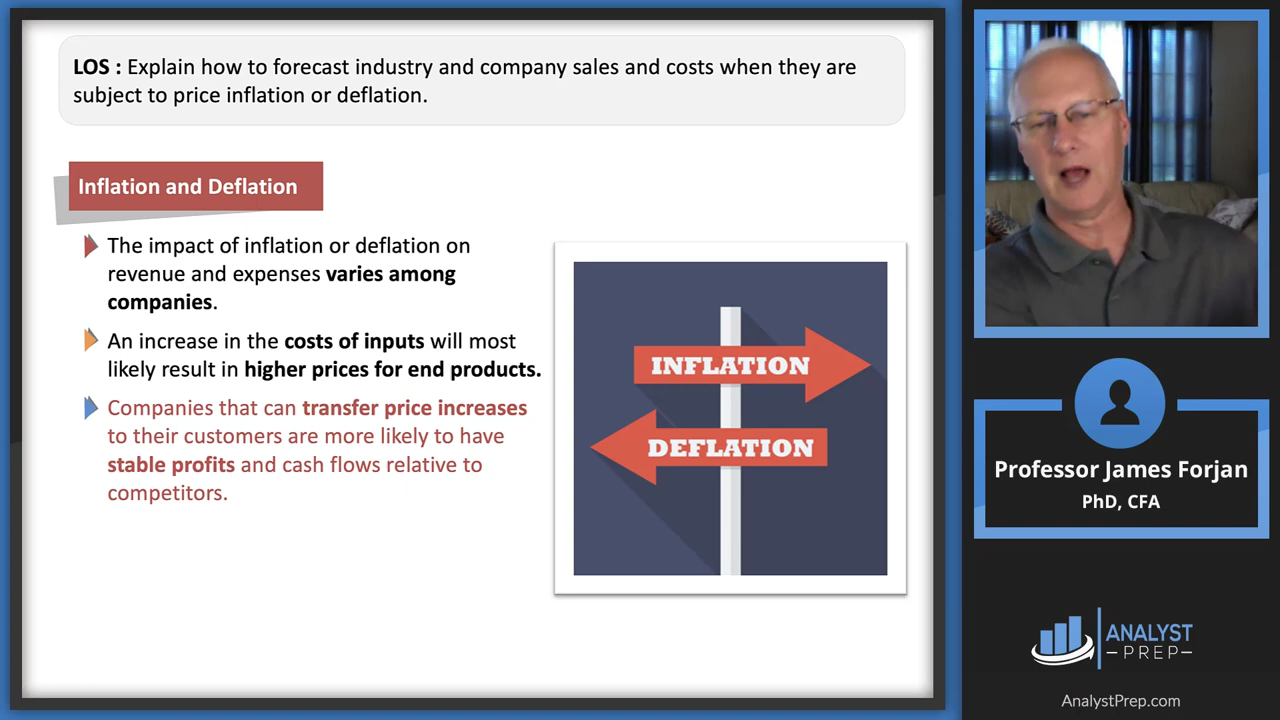 LOS : Explain how to forecast industry and company sales and costs when they are
subject to price inflation or deflation.
Inflation and Deflation
The impact of inflation or deflation on
revenue and expenses varies among
companies.
An increase in the costs of inputs will most
likely result in higher prices for end products.
Companies that can transfer price increases
to their customers are more likely to have
stable profits and cash flows relative to
competitors.
INFLATION
DEFLATION
Professor James Forjan
PhD, CFA
ANALYST
PREP
AnalystPrep.com